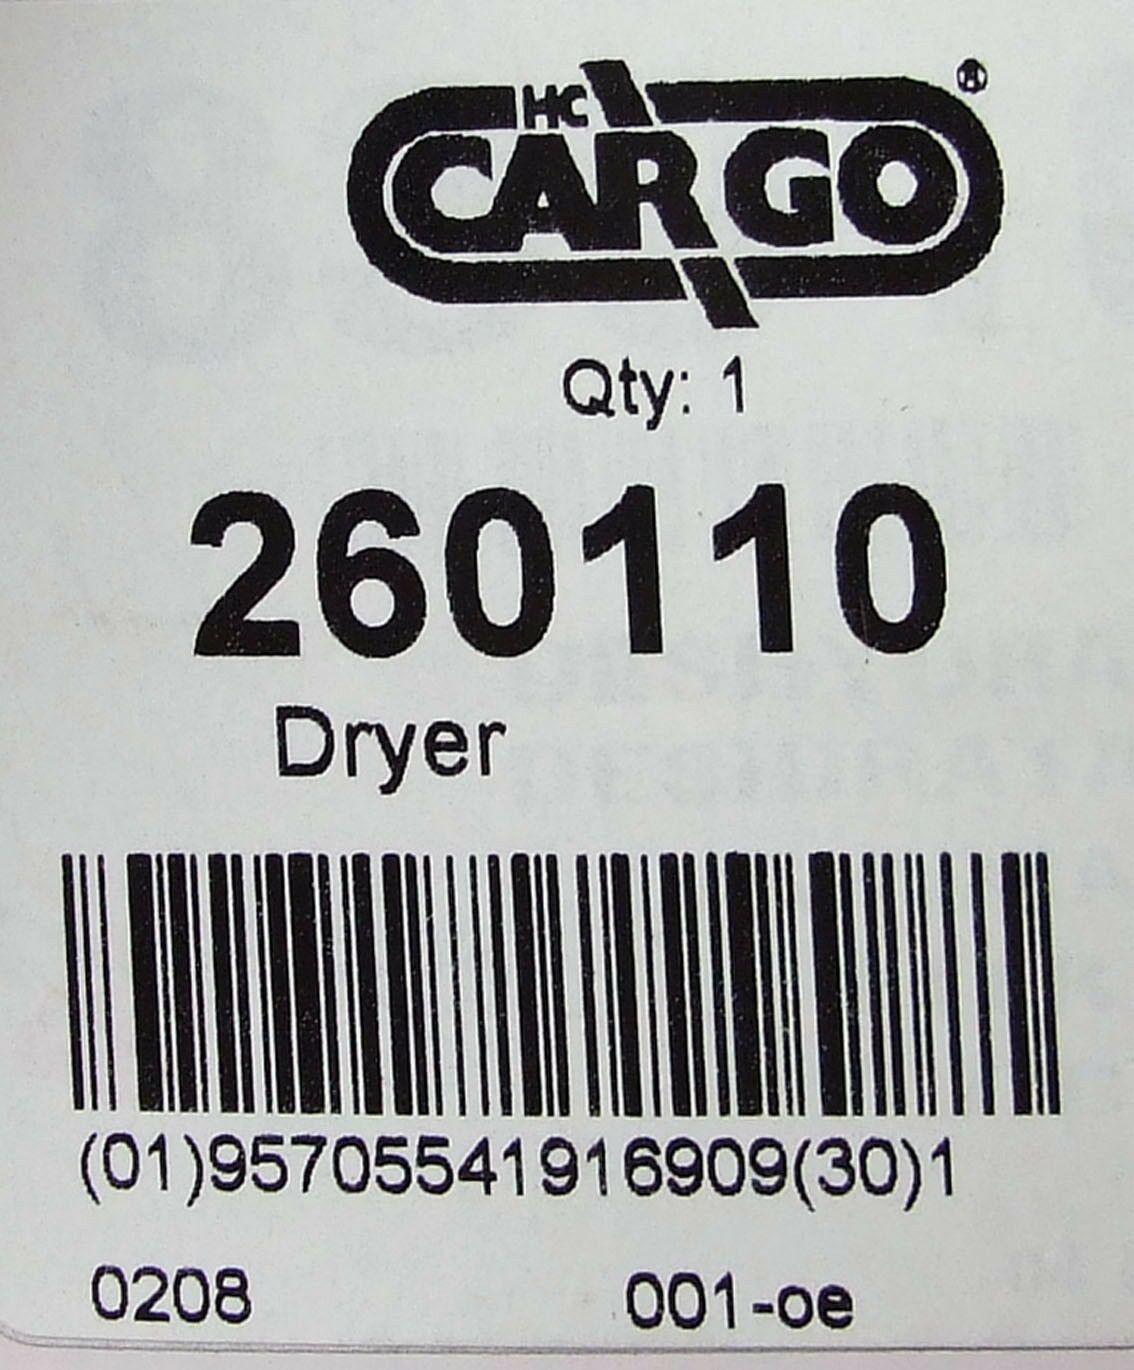 HC
CARGO®
Qty: 1
260110
Dryer
(01)95705541916909(30)1
0208
001-oe